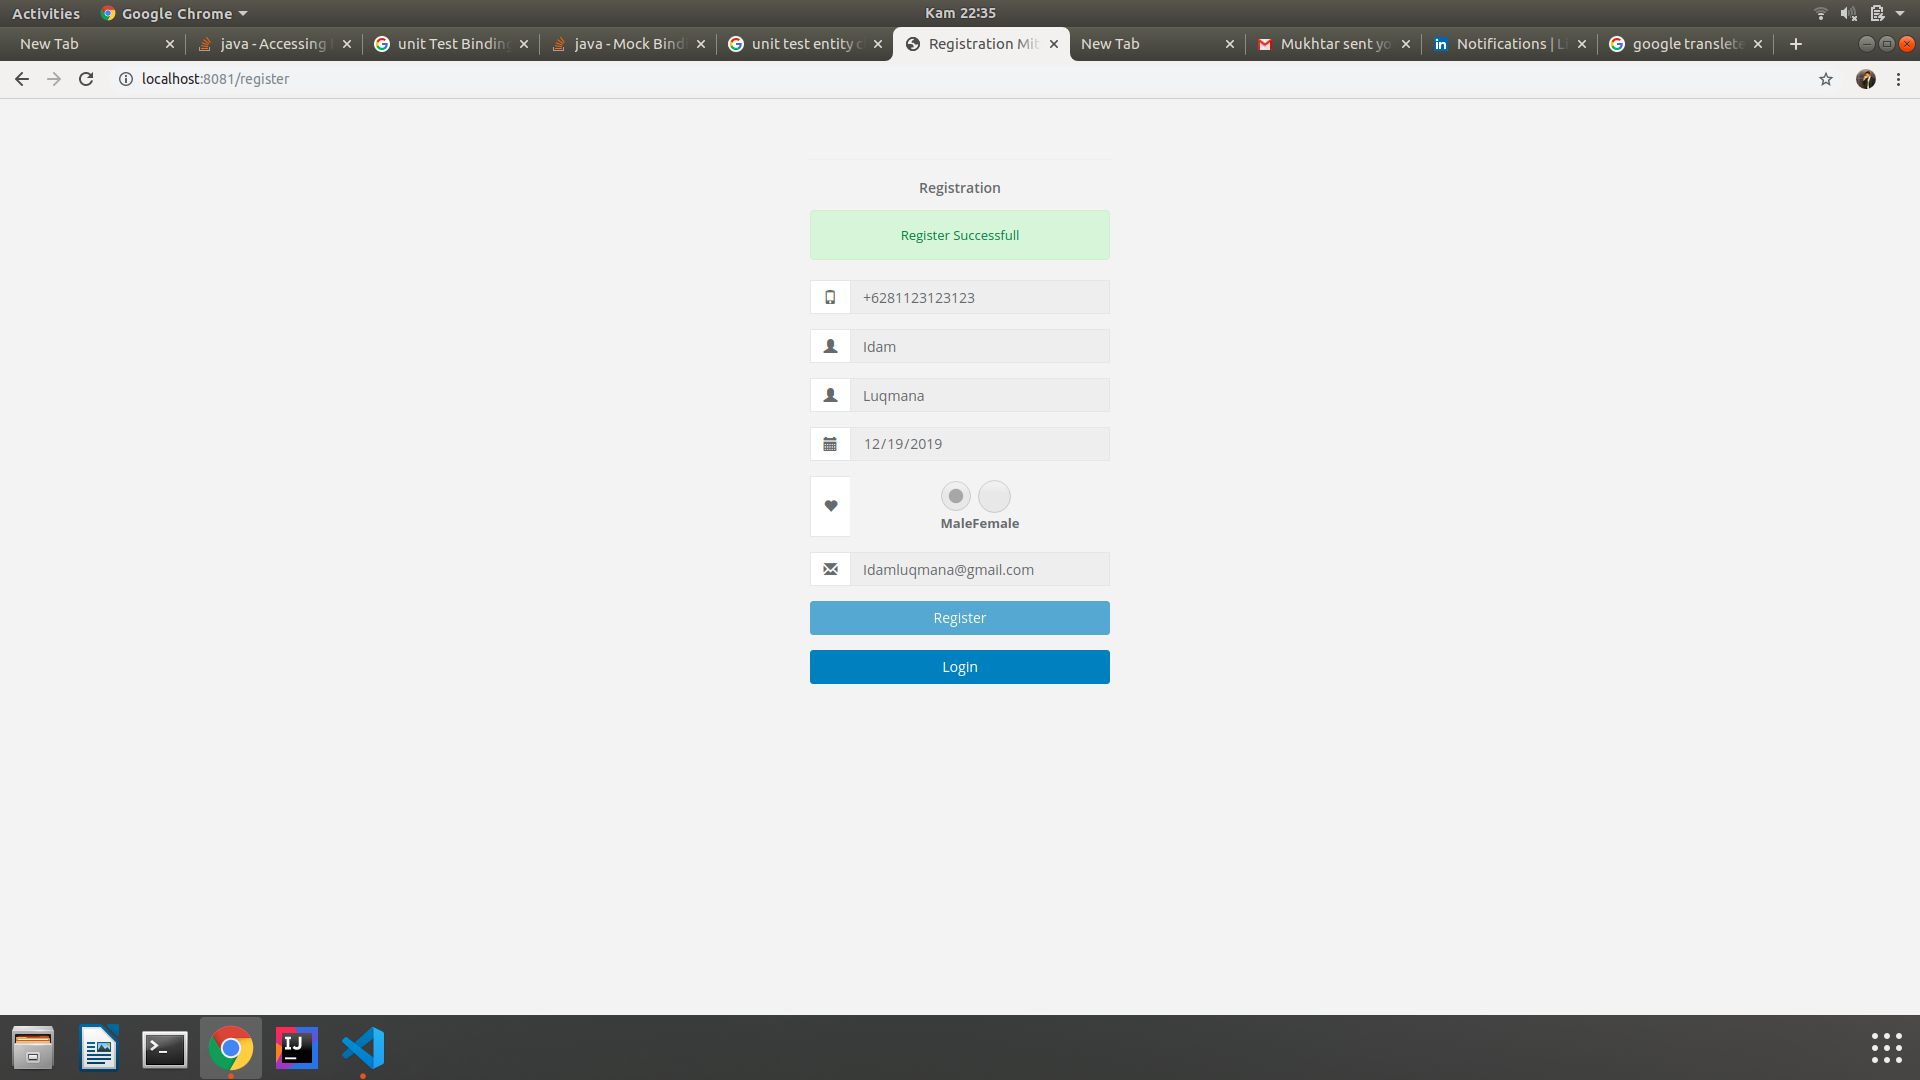 Activities
Google Chrome
Kam 22:35
New Tab
java - Accessing
unit Test Binding
java - Mock Bind
unit test entity c
Registration Mit
New Tab
Mukhtar sent yo
Notifications | Li
google translete
localhost:8081/register
Registration
Register Successfull
+6281123123123
Idam
Luqmana
12/19/2019
MaleFemale
Idamluqmana@gmail.com
Register
Login
IJ